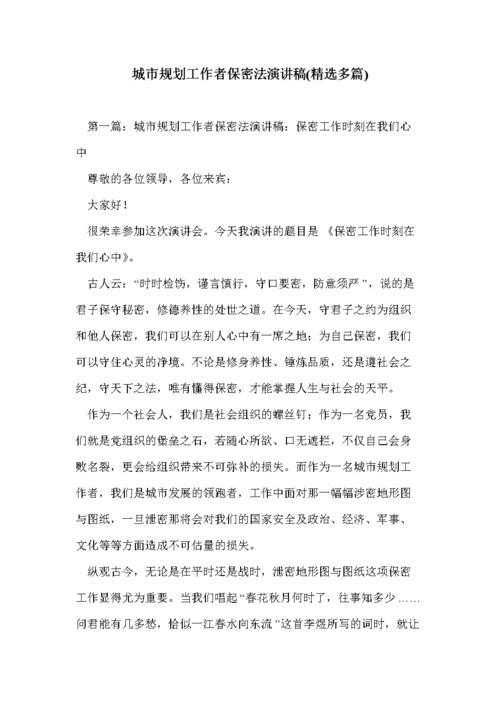 城市规划工作者保密法演讲稿(精选多篇)
第一篇：城市规划工作者保密法演讲稿：保密工作时刻在我们心
中
尊敬的各位领导，各位来宾：
大家好！
很荣幸参加这次演讲会。今天我演讲的题目是 《保密工作时刻在
我们心中》。
古人云：“时时检饬，谨言慎行，守口要密，防意须严”，说的是
君子保守秘密，修德养性的处世之道。在今天，守君子之约为组织
和他人保密，我们可以在别人心中有一席之地；为自己保密，我们
可以守住心灵的净境。不论是修身养性、锤炼品质，还是遵社会之
纪，守天下之法，唯有懂得保密，才能掌握人生与社会的天平。
作为一个社会人，我们是社会组织的螺丝钉；作为一名党员，我
们就是党组织的堡垒之石，若随心所欲、口无遮拦，不仅自己会身
败名裂，更会给组织带来不可弥补的损失。而作为一名城市规划工
作者，我们是城市发展的领跑者，工作中面对那一幅幅涉密地形图
与图纸，一旦泄密那将会对我们的国家安全及政治、经济、军事、
文化等等方面造成不可估量的损失。
纵观古今，无论是在平时还是战时，泄密地形图与图纸这项保密
工作显得尤为重要。当我们唱起“春花秋月何时了，往事知多少……
问君能有几多愁，恰似一江春水向东流”这首李煜所写的词时，就让